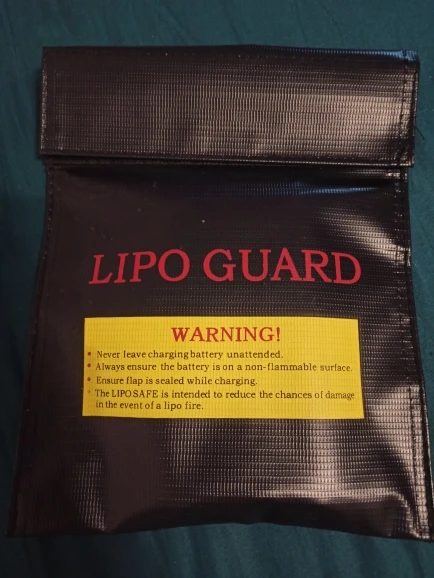 LIPO GUARD
WARNING!
• Never leave charging battery unattended.
• Always ensure the battery is on a non-flammable surface.
• Ensure flap is sealed while charging.
• The LIPOSAFE is intended to reduce the chances of damage
in the event of a lipo fire.